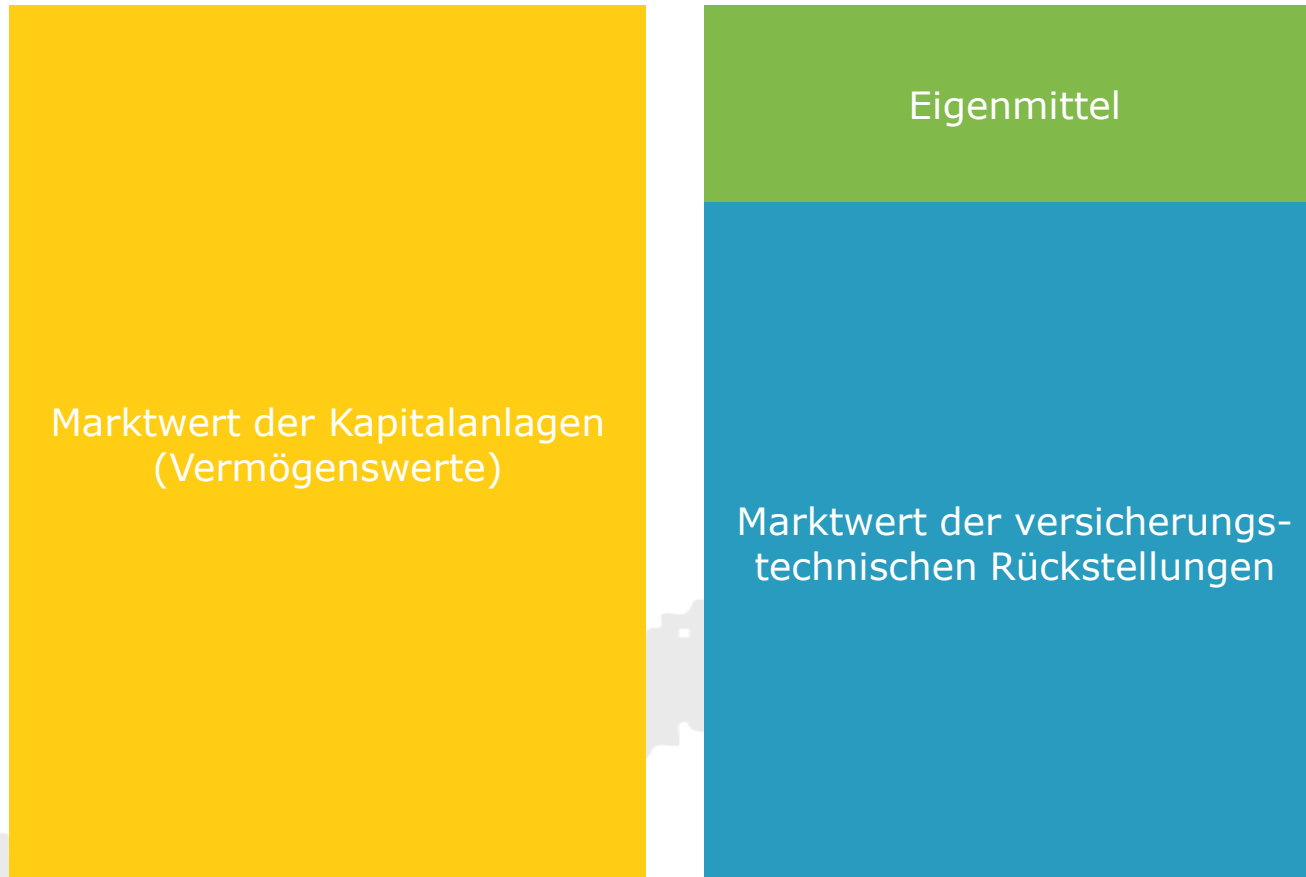 Marktwert der Kapitalanlagen
(Vermögenswerte)
Eigenmittel
Marktwert der versicherungs-
technischen Rückstellungen